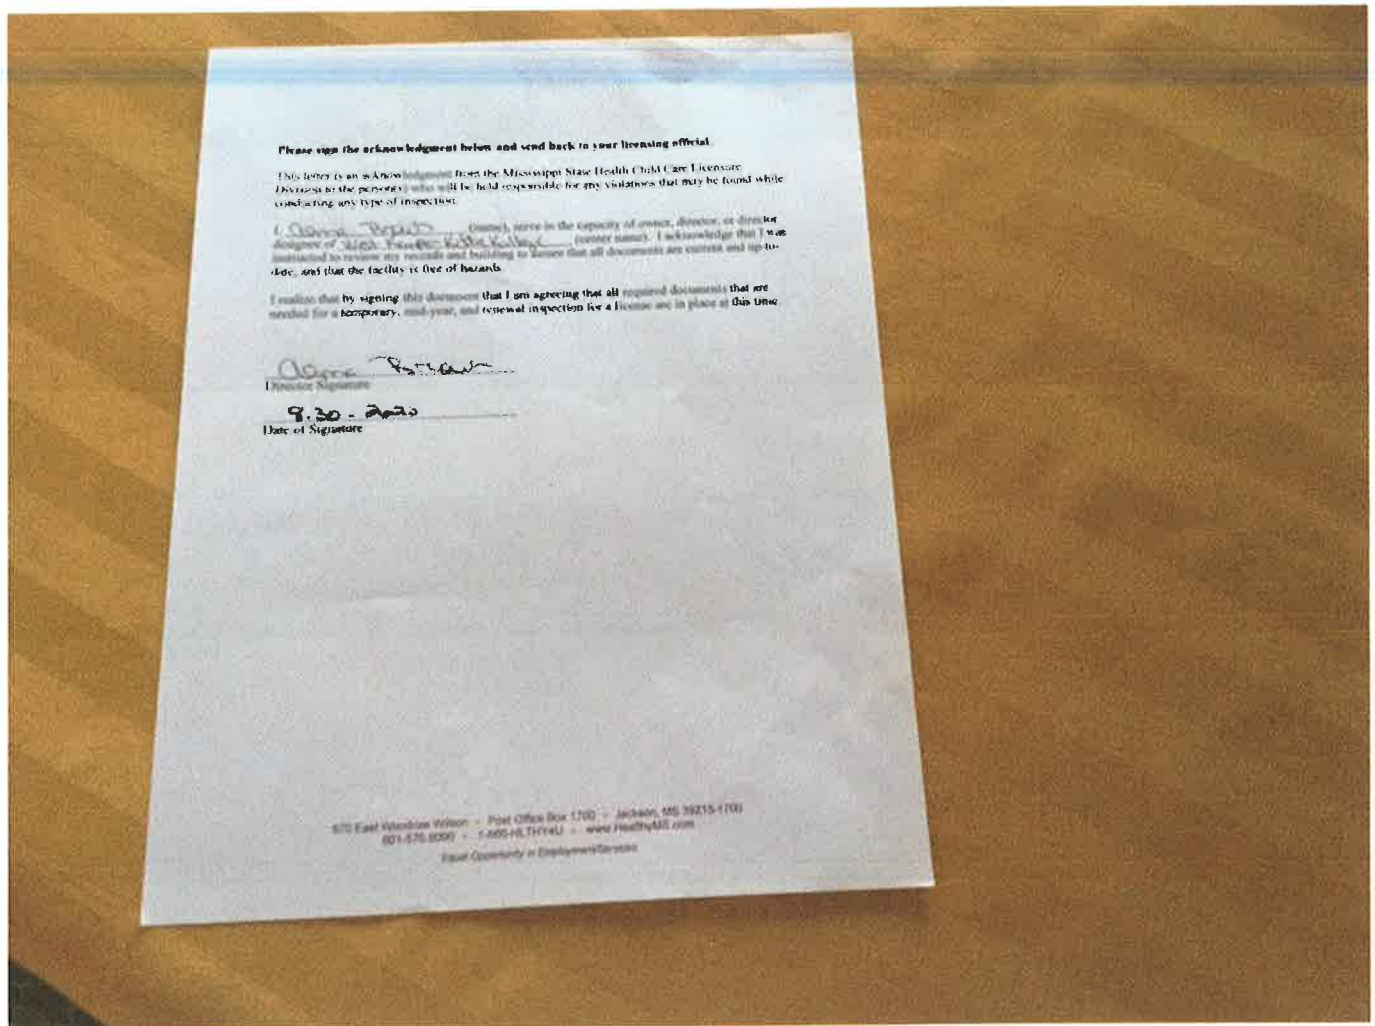 Please sign the acknowledgment below and send back to your licensing official.
This letter is an acknowledgment from the Mississippi State Health Child Care Licensure
Division to the person(s) who will be held responsible for any violations that may be found while
conducting any type of inspection.
I, (name), serve in the capacity of owner, director, or director
designee of West Kemper Kiddie Kollege (center name). I acknowledge that I was
instructed to review my records and building to assure that all documents are current and up-to-
date, and that the facility is free of hazards.
I realize that by signing this document that I am agreeing that all required documents that are
needed for a temporary, mid-year, and renewal inspection for a license are in place at this time.
Director Signature
9.30 - 2020
Date of Signature
570 East Woodrow Wilson • Post Office Box 1700 • Jackson, MS 39215-1700
601-576-8000 • 1-866-HLTHY4U • www.HealthyMS.com
Equal Opportunity in Employment/Services